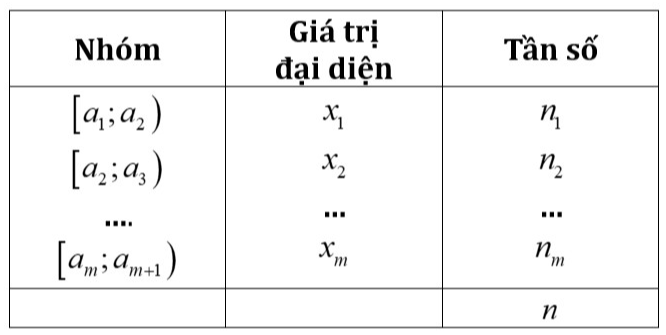 Nhóm Giá trị đại diện Tần số
[a₁;a₂) x₁ n₁
[a₂;a₃) x₂ n₂
.... ... ...
[aₘ;aₘ₊₁) xₘ nₘ
n